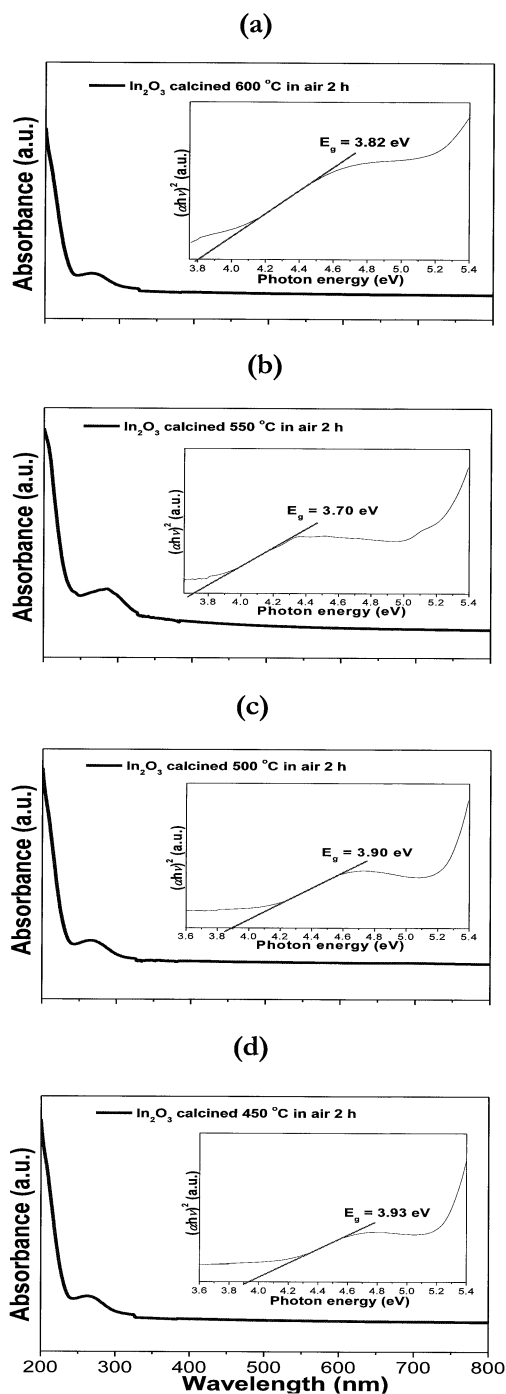 (a)
In₂O₃ calcined 600 °C in air 2 h
E_g = 3.82 eV
(αhν)² (a.u.)
3.8 4.0 4.2 4.4 4.6 4.8 5.0 5.2 5.4
Photon energy (eV)
Absorbance (a.u.)
(b)
In₂O₃ calcined 550 °C in air 2 h
E_g = 3.70 eV
(αhν)² (a.u.)
3.8 4.0 4.2 4.4 4.6 4.8 5.0 5.2 5.4
Photon energy (eV)
Absorbance (a.u.)
(c)
In₂O₃ calcined 500 °C in air 2 h
E_g = 3.90 eV
(αhν)² (a.u.)
3.6 3.8 4.0 4.2 4.4 4.6 4.8 5.0 5.2 5.4
Photon energy (eV)
Absorbance (a.u.)
(d)
In₂O₃ calcined 450 °C in air 2 h
E_g = 3.93 eV
(αhν)² (a.u.)
3.6 3.8 4.0 4.2 4.4 4.6 4.8 5.0 5.2 5.4
Photon energy (eV)
Absorbance (a.u.)
200 300 400 500 600 700 800
Wavelength (nm)